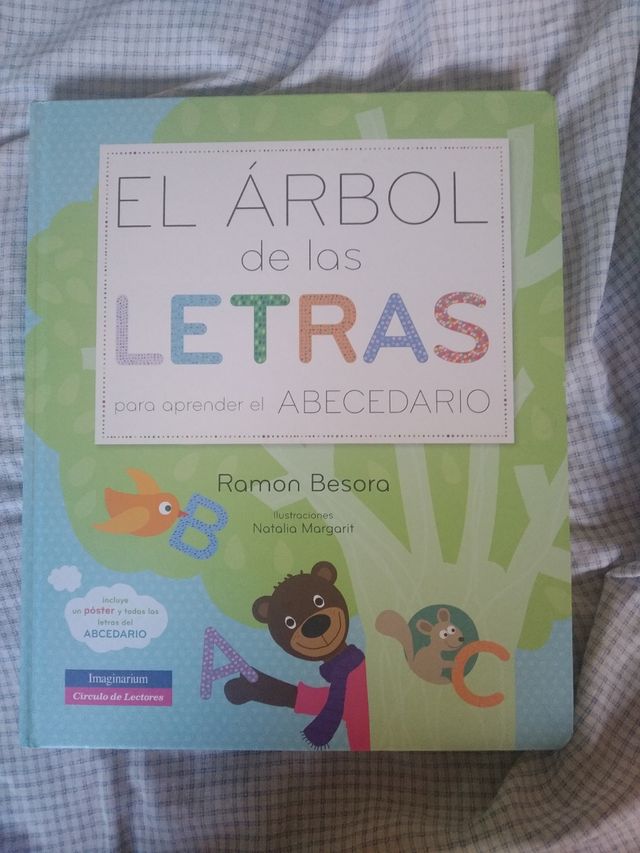 EL ÁRBOL
de las
LETRAS
para aprender el ABECEDARIO
Ramon Besora
Ilustraciones
Natalia Margarit
B
incluye
un póster y todas las
letras del
ABCEDARIO
A
C
Imaginarium
Círculo de Lectores